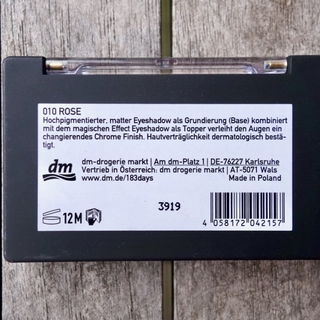 010 ROSE
Hochpigmentierter, matter Eyeshadow als Grundierung (Base) kombiniert
mit dem magischen Effect Eyeshadow als Topper verleiht den Augen ein
changierendes Chrome Finish. Hautverträglichkeit dermatologisch bestä-
tigt.
dm
dm-drogerie markt | Am dm-Platz 1 | DE-76227 Karlsruhe
Vertrieb in Österreich: dm drogerie markt | AT-5071 Wals
www.dm.de/183days Made in Poland
12M
3919
4 058172 042157